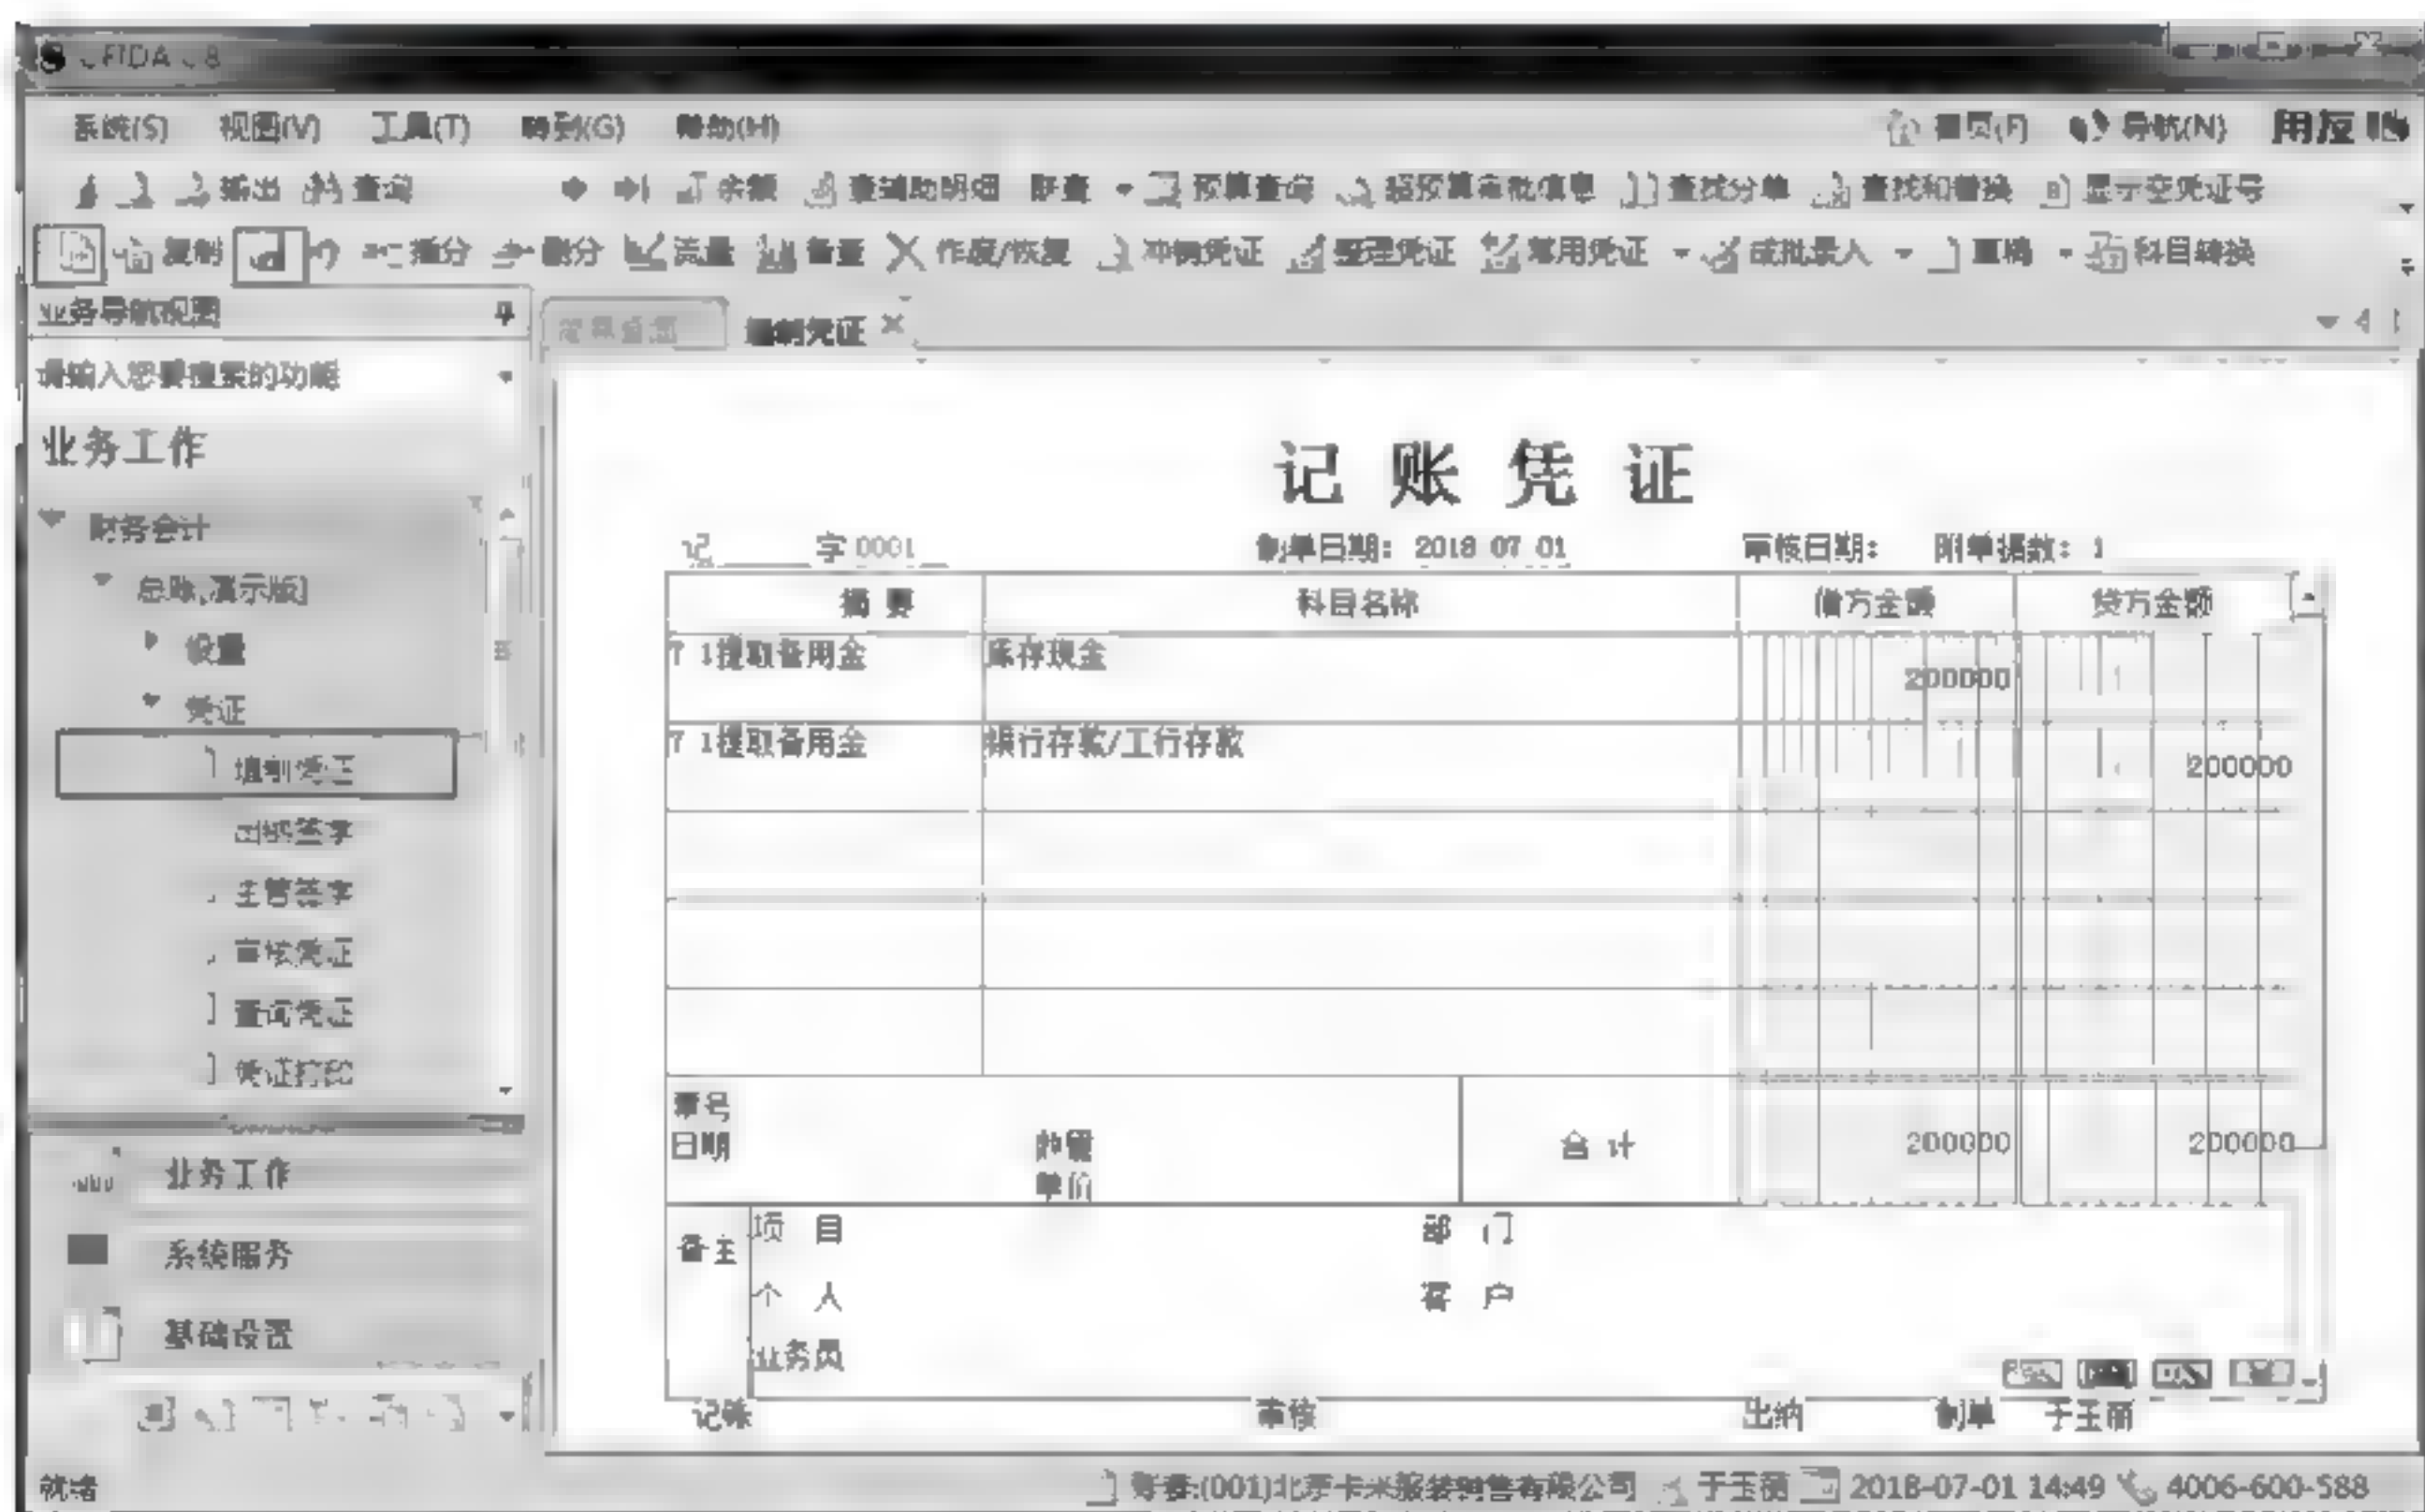 UFIDA U8
系统(S) 视图(V) 工具(T) 转到(G) 帮助(H) 首页(F) 导航(N) 用友
输出 查询 余额 查辅助明细 联查 预算查询 超预算审批信息 查找分单 查找和替换 显示空凭证号
复制 插分 删分 流量 备查 作废/恢复 冲销凭证 整理凭证 常用凭证 成批录入 科目转换
业务导航视图 填制凭证
请输入您要搜索的功能
业务工作
记 账 凭 证
财务会计
记 字 0001 制单日期: 2018 07 01 审核日期: 附单据数: 1
总账[演示版]
摘 要 科目名称 借方金额 贷方金额
设置
1提取备用金 库存现金 200000
凭证
1提取备用金 银行存款/工行存款 200000
填制凭证
出纳签字
主管签字
审核凭证
查询凭证
凭证打印
票号
日期 数量 合 计 200000 200000
单价
业务工作
备注 项 目 部 门
系统服务
个 人 客 户
基础设置
业务员
记账 审核 出纳 制单 于玉丽
就绪 账套:(001)北京卡米服装销售有限公司 于玉丽 2018-07-01 14:49 4006-600-588